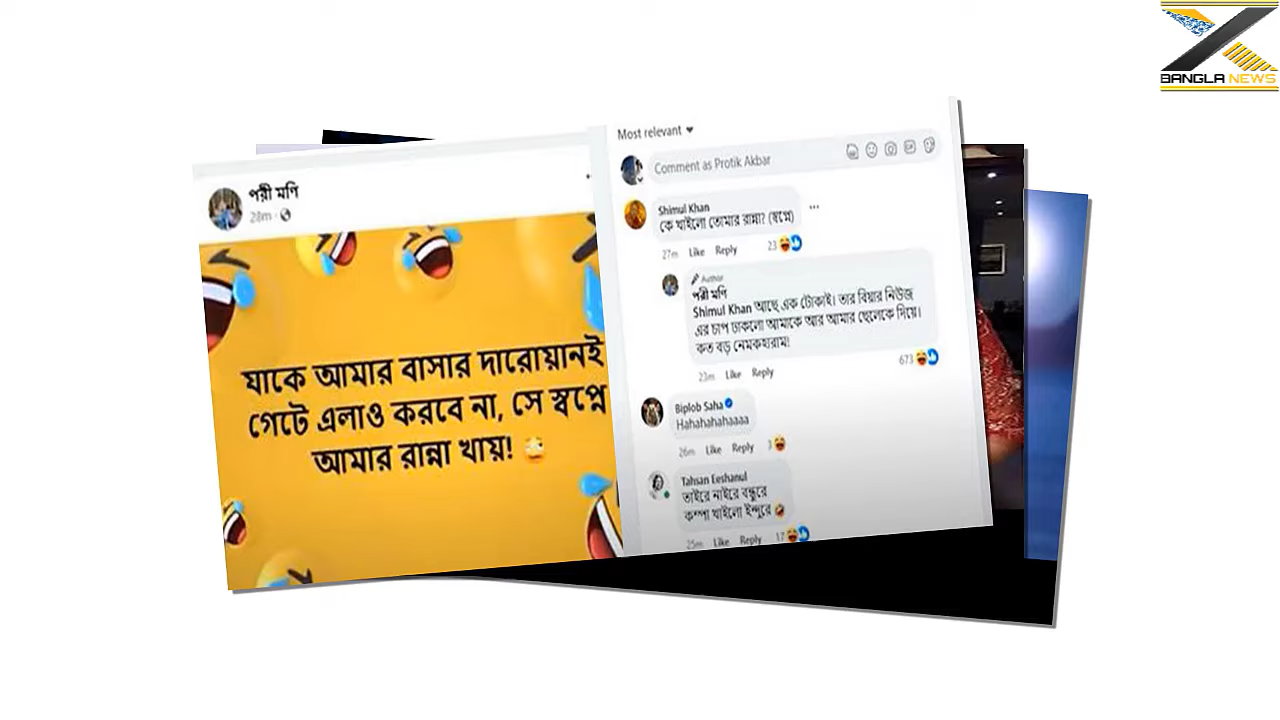 BANGLA NEWS
পরী মণি
28m
যাকে আমার বাসার দারোয়ানই
গেটে এলাও করবে না, সে স্বপ্নে
আমার রান্না খায়!
Most relevant
Comment as Protik Akbar
Shimul Khan
কে খাইলো তোমার রান্না? (স্বপ্নে)
27m Like Reply 23
Author
পরী মণি
Shimul Khan আছে এক টোকাই। তার বিয়ার নিউজ
এর চাপ ঢাকলো আমাকে আর আমার ছেলেকে দিয়ে।
কত বড় নেমকহারাম!
673
23m Like Reply
Biplob Saha
Hahahahahaaaa
26m Like Reply 3
Tahsan Eeshanul
তাইরে নাইরে বন্ধুরে
কম্পা খাইলো ইন্দুরে
25m Like Reply 17